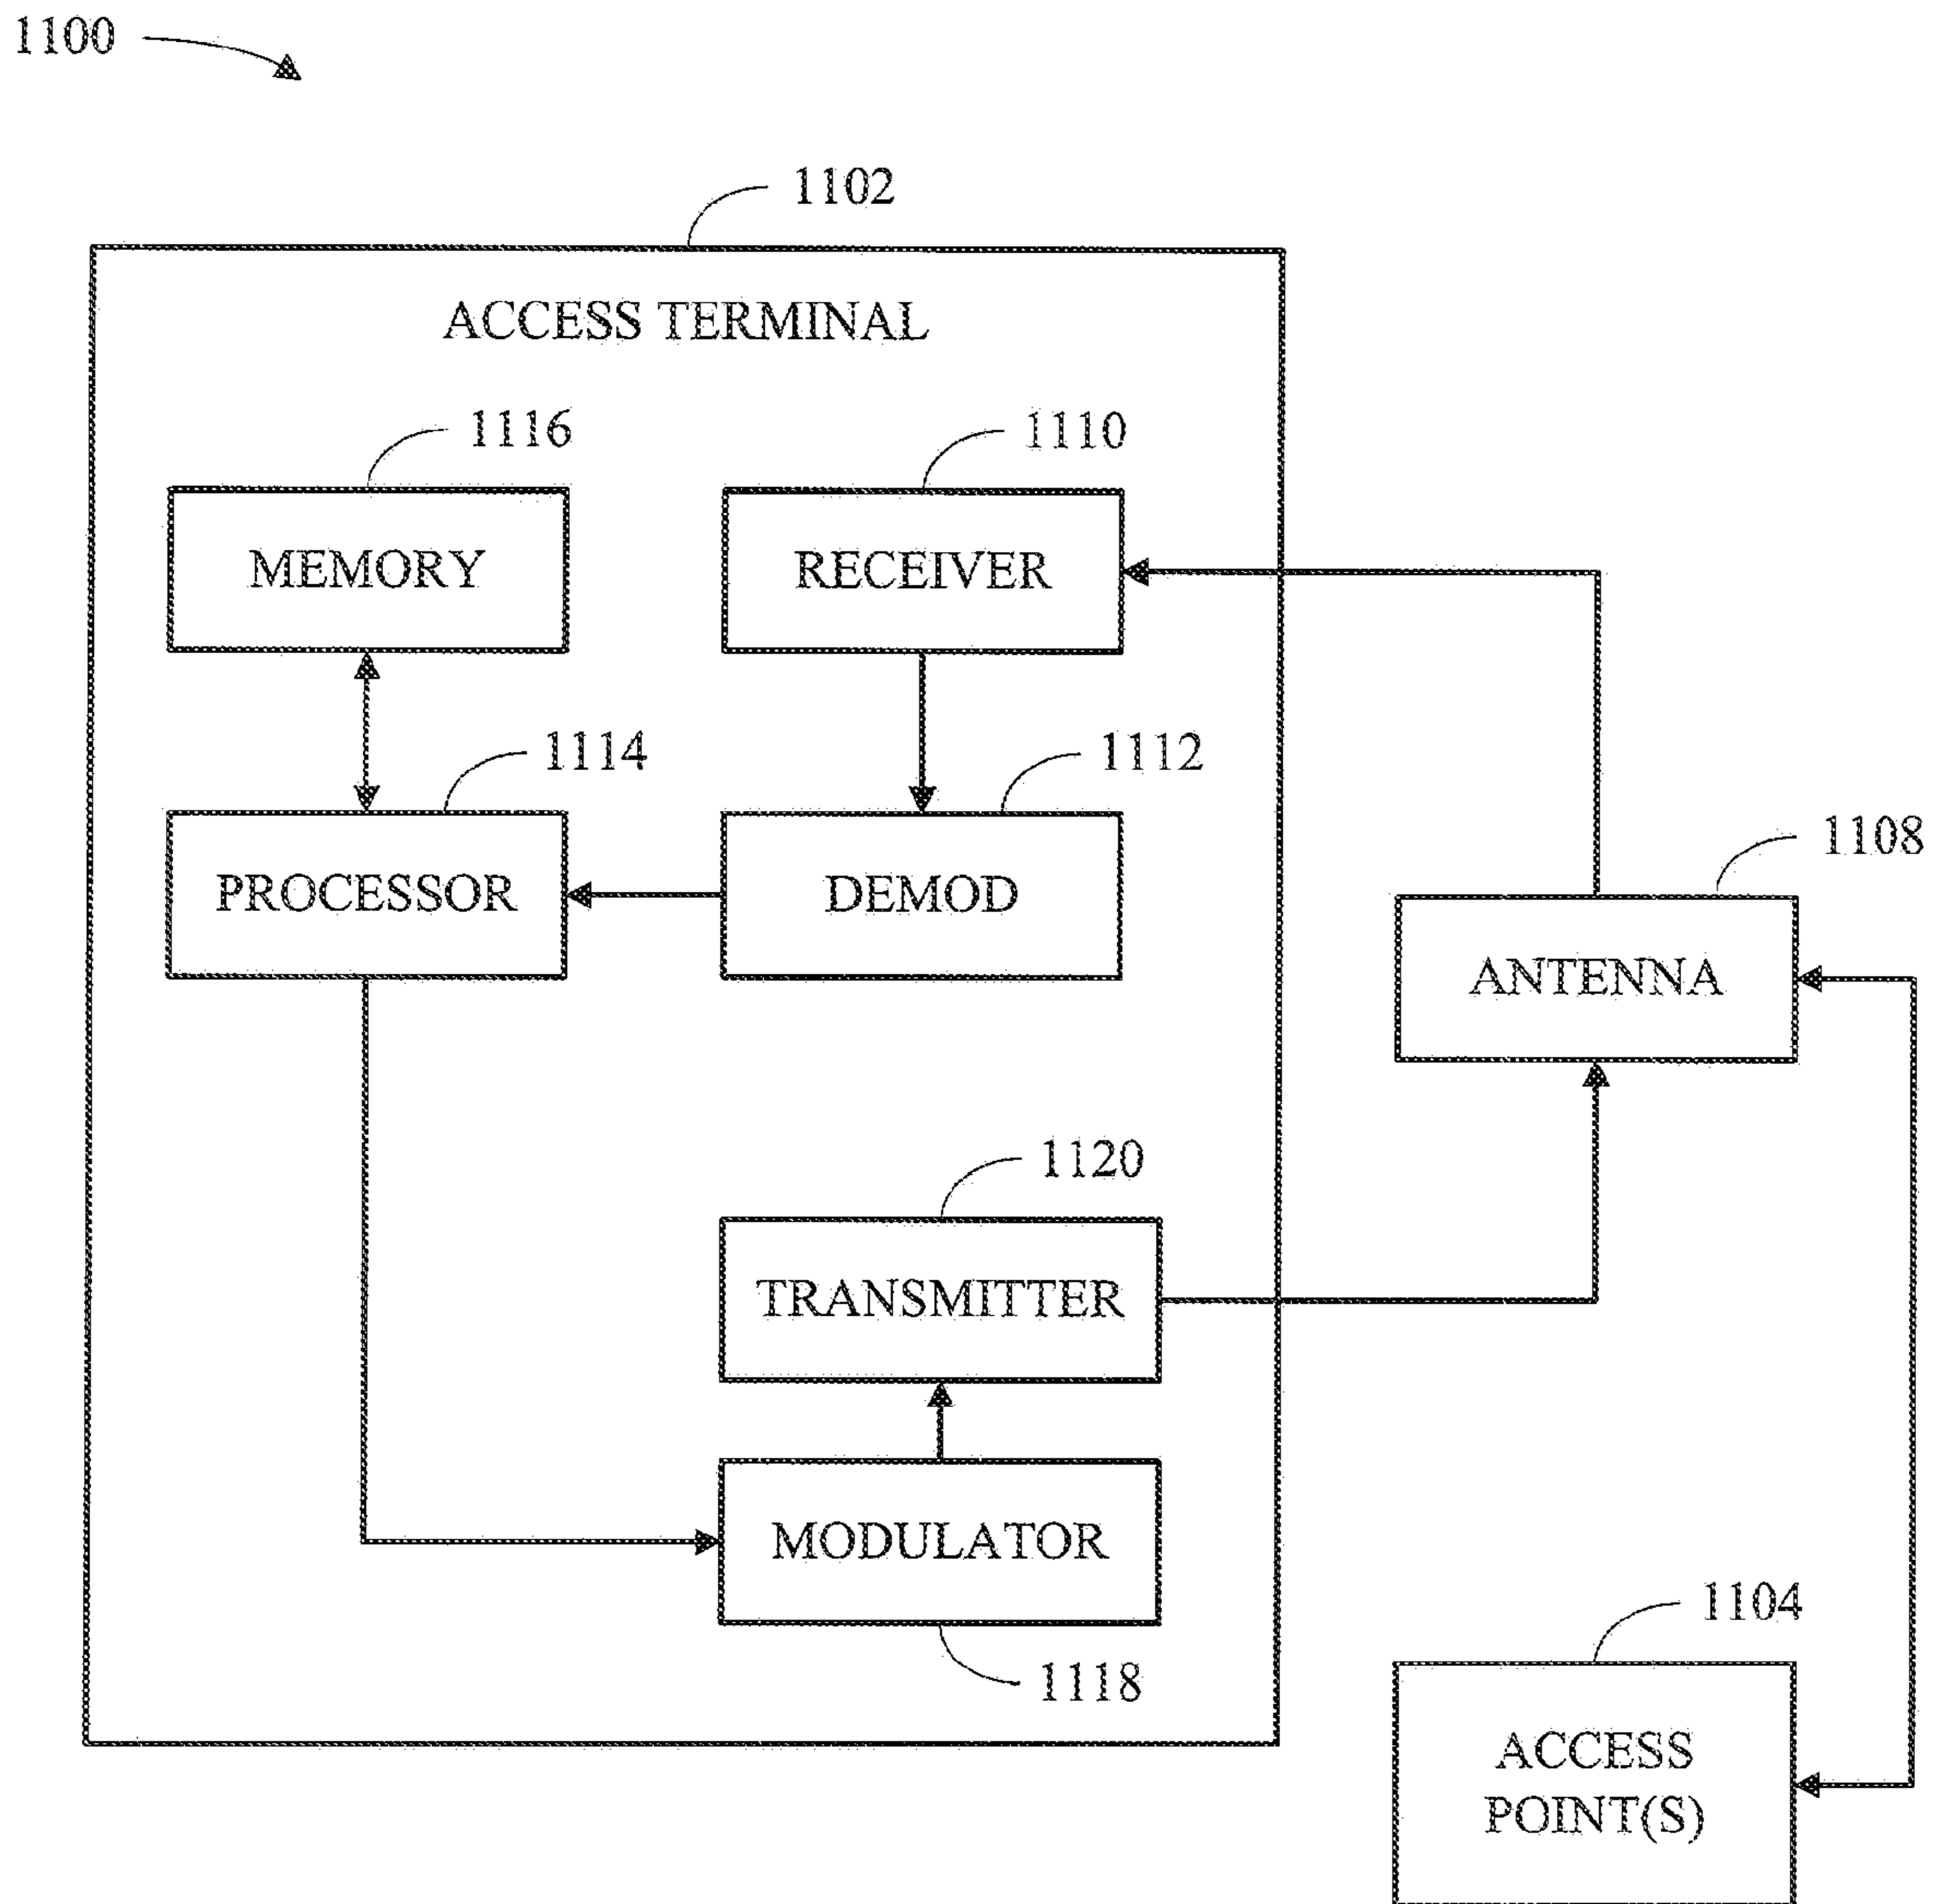 1100
1102
ACCESS TERMINAL
1116
1110
MEMORY
RECEIVER
1114
1112
PROCESSOR
DEMOD
1108
ANTENNA
1120
TRANSMITTER
MODULATOR
1118
1104
ACCESS
POINT(S)